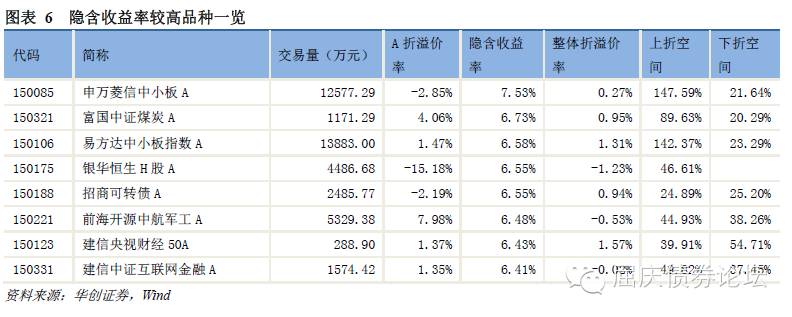 图表 6 隐含收益率较高品种一览
代码 简称 交易量（万元） A 折溢价率 隐含收益率 整体折溢价率 上折空间 下折空间
150085 申万菱信中小板 A 12577.29 -2.85% 7.53% 0.27% 147.59% 21.64%
150321 富国中证煤炭 A 1171.29 4.06% 6.73% 0.95% 89.63% 20.29%
150106 易方达中小板指数 A 13883.00 1.47% 6.58% 1.31% 142.37% 23.29%
150175 银华恒生 H 股 A 4486.68 -15.18% 6.55% -1.23% 46.61%
150188 招商可转债 A 2485.77 -2.19% 6.55% 0.94% 24.89% 25.20%
150221 前海开源中航军工 A 5329.38 7.98% 6.48% -0.53% 44.93% 38.26%
150123 建信央视财经 50A 288.90 1.37% 6.43% 1.57% 39.91% 54.71%
150331 建信中证互联网金融 A 1574.42 1.35% 6.41%
屈庆债券论坛
资料来源：华创证券，Wind